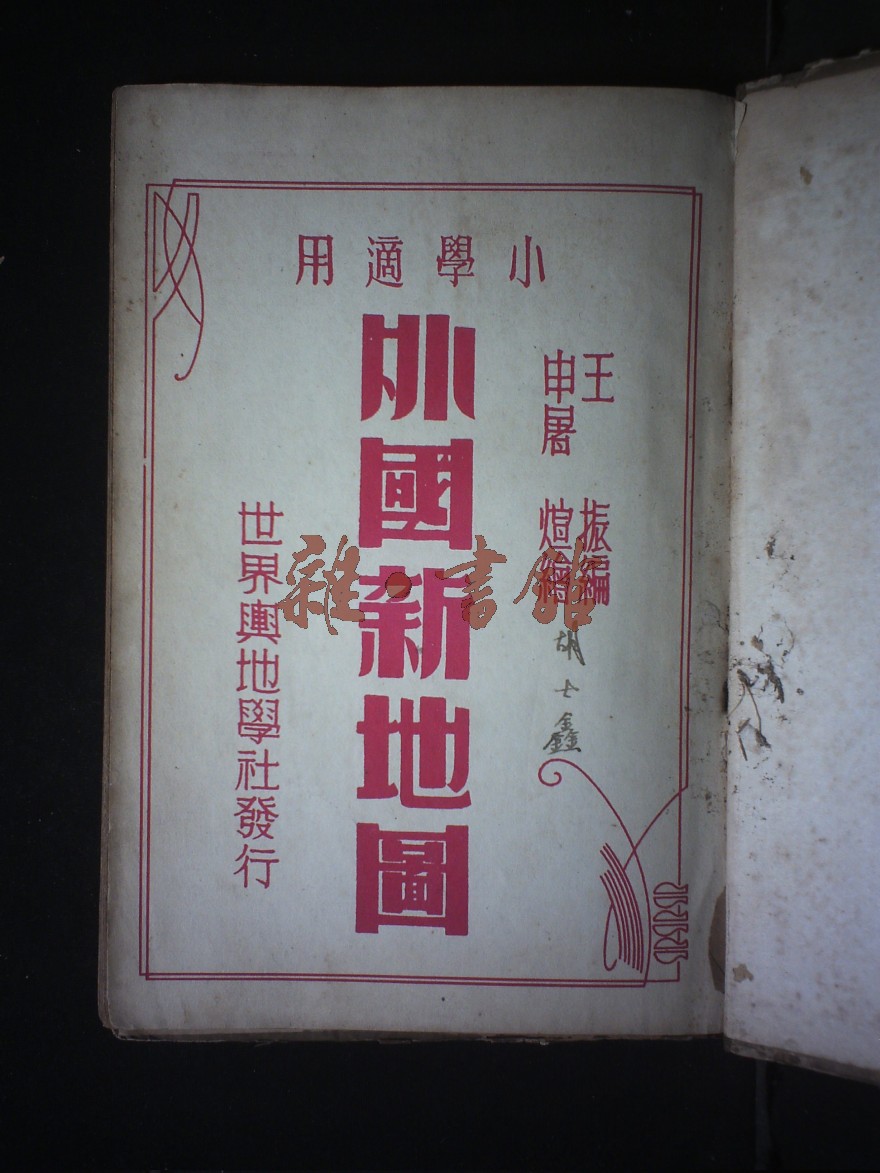 小學適用
王 振編
申屠 煊繪
胡士鑫
外國新地圖
世界輿地學社發行
雜·書館